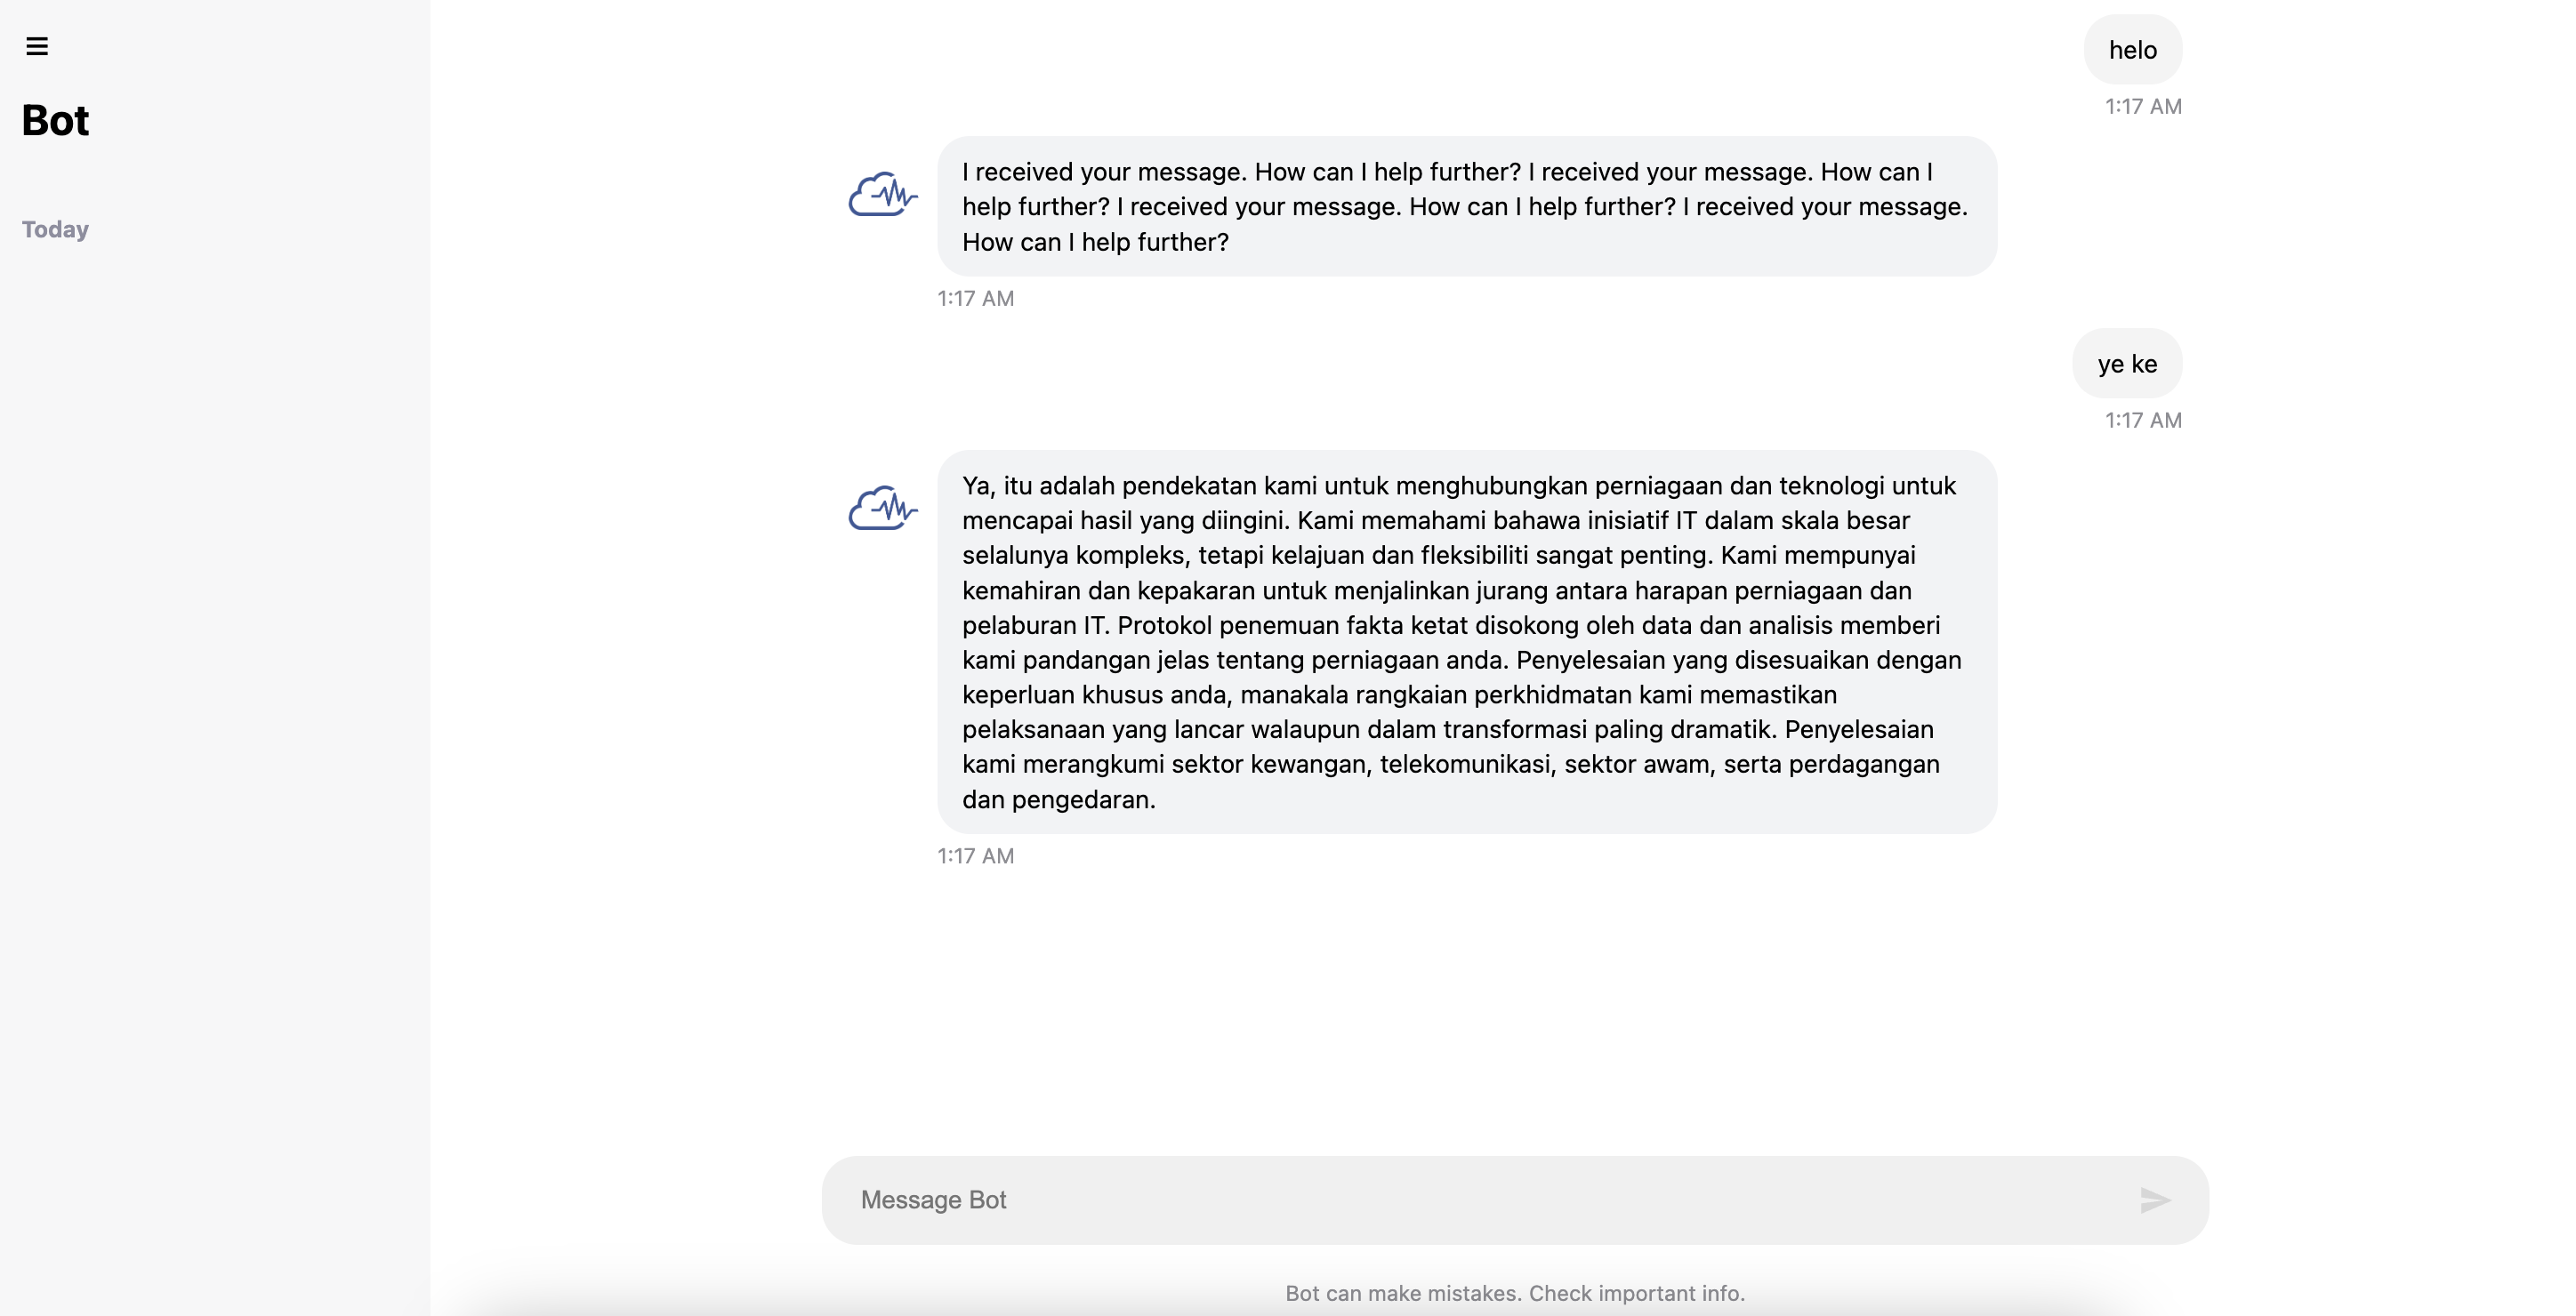 Bot
Today
helo
1:17 AM
I received your message. How can I help further? I received your message. How can I
help further? I received your message. How can I help further? I received your message.
How can I help further?
1:17 AM
ye ke
1:17 AM
Ya, itu adalah pendekatan kami untuk menghubungkan perniagaan dan teknologi untuk
mencapai hasil yang diingini. Kami memahami bahawa inisiatif IT dalam skala besar
selalunya kompleks, tetapi kelajuan dan fleksibiliti sangat penting. Kami mempunyai
kemahiran dan kepakaran untuk menjalinkan jurang antara harapan perniagaan dan
pelaburan IT. Protokol penemuan fakta ketat disokong oleh data dan analisis memberi
kami pandangan jelas tentang perniagaan anda. Penyelesaian yang disesuaikan dengan
keperluan khusus anda, manakala rangkaian perkhidmatan kami memastikan
pelaksanaan yang lancar walaupun dalam transformasi paling dramatik. Penyelesaian
kami merangkumi sektor kewangan, telekomunikasi, sektor awam, serta perdagangan
dan pengedaran.
1:17 AM
Message Bot
Bot can make mistakes. Check important info.